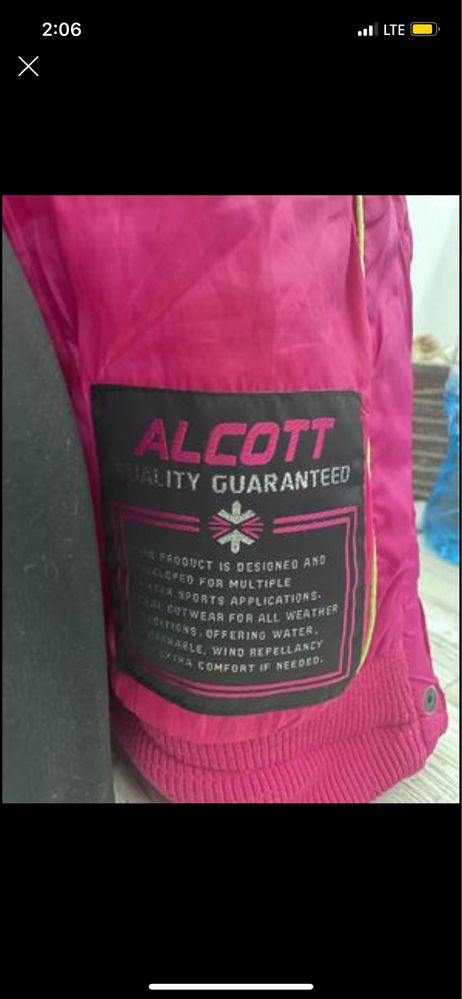 2:06
LTE
ALCOTT
QUALITY GUARANTEED
PRODUCT IS DESIGNED AND
FOR MULTIPLE
SPORTS APPLICATIONS.
OUTWEAR FOR ALL WEATHER
OFFERING WATER,
WIND REPELLANCY
EXTRA COMFORT IF NEEDED.